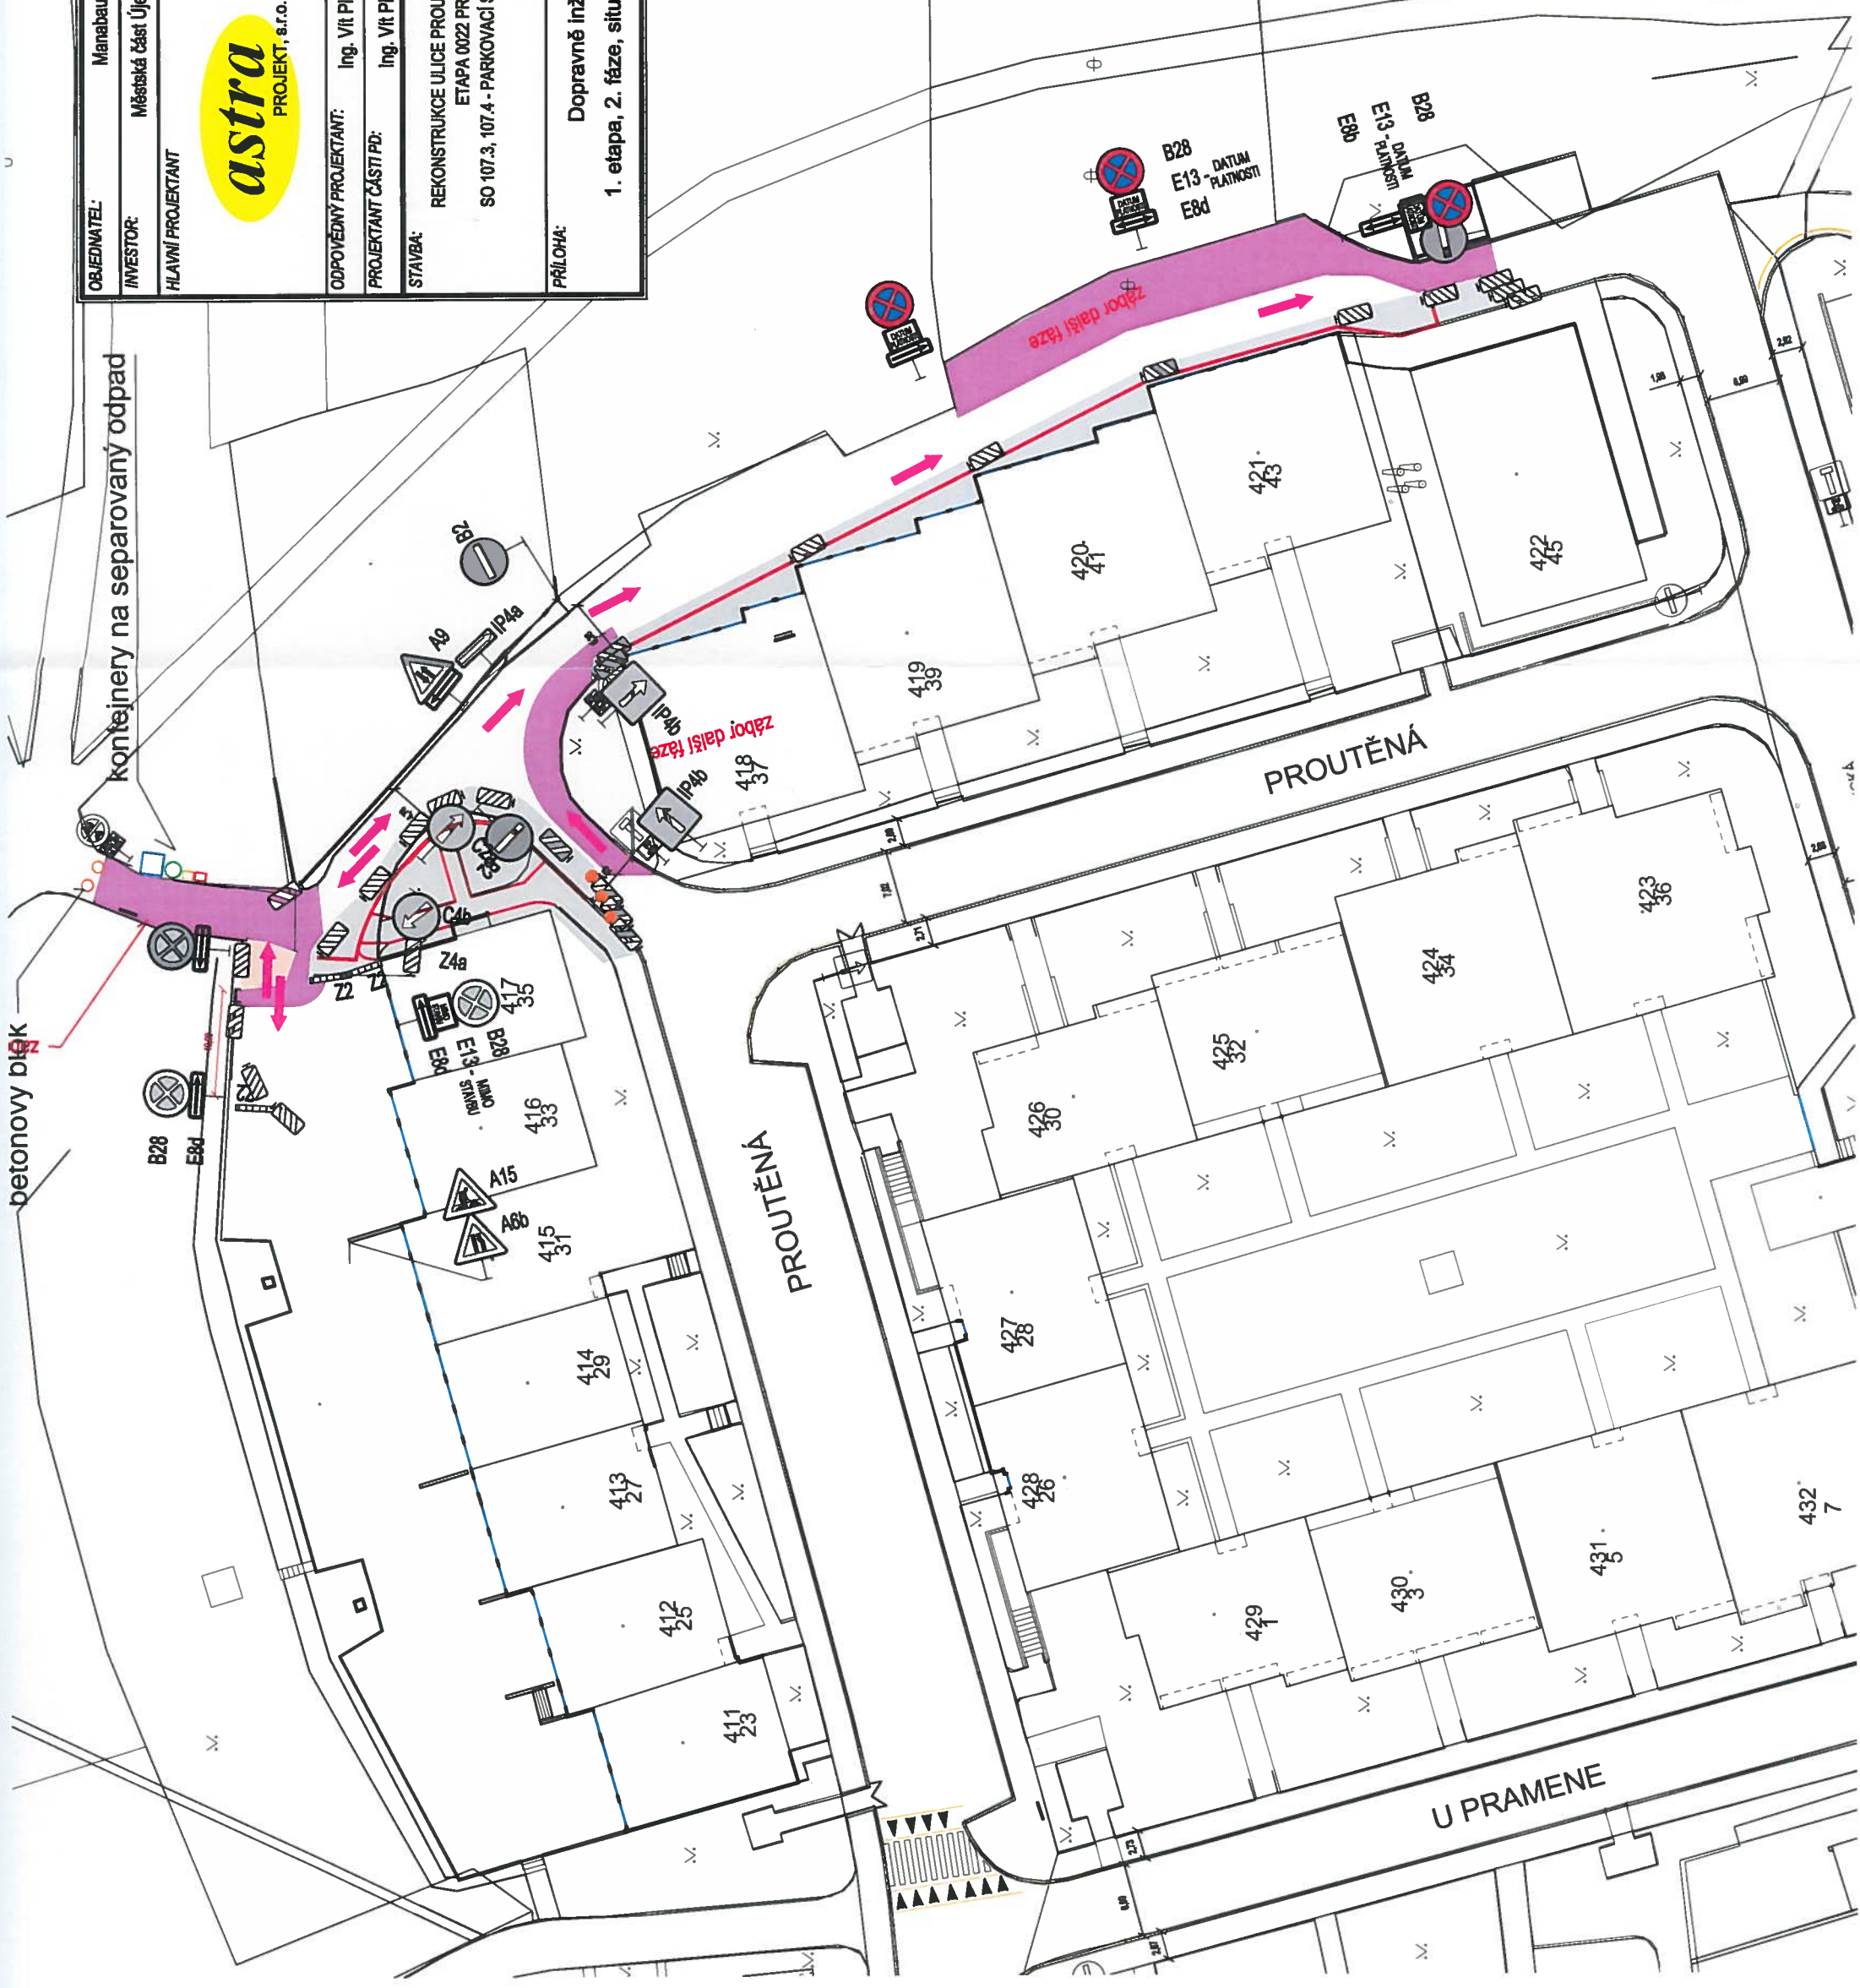 OBJEDNATEL:
INVESTOR:
Městská část Úje
HLAVNÍ PROJEKTANT
astra
PROJEKT, s.r.o.
ODPOVĚDNÝ PROJEKTANT:
Ing. Vít Pl
PROJEKTANT ČÁSTI PD:
Ing. Vít Pl
STAVBA:
REKONSTRUKCE ULICE PROU
ETAPA 0022 PR
SO 107.3, 107.4 - PARKOVACÍ S
PŘÍLOHA:
Dopravně inž
1. etapa, 2. fáze, situ
kontejnery na separovaný odpad
betonovy blok
B28
E13 - DATUM
PLATNOSTI
E8d
E8b
E13 - DATUM
PLATNOSTI
B28
zábor další fáze
B2
A9
IP4a
IP4b
zábor další fáze
IP4b
C4b
Z4a
Z2
Z2
B28
E8d
B28
E13 -
MIMO
STAVBU
A15
A6b
417
35
416
33
415
31
414
29
413
27
412
25
411
23
418
37
419
39
420
41
421
43
422
45
423
36
424
34
425
32
426
30
427
28
428
26
429
1
430
3
431
5
432
7
PROUTĚNÁ
PROUTĚNÁ
U PRAMENE